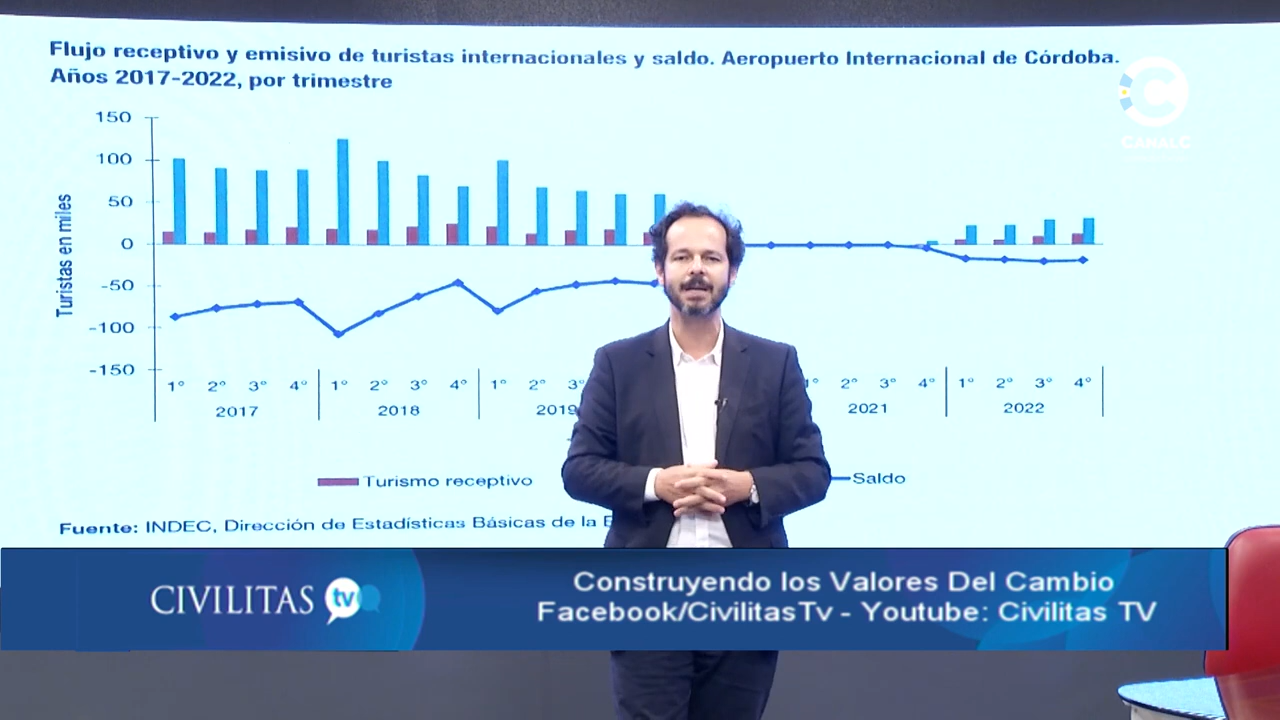 Flujo receptivo y emisivo de turistas internacionales y saldo. Aeropuerto Internacional de Córdoba.
Años 2017-2022, por trimestre
CANAL C
Turistas en miles
150
100
50
0
-50
-100
-150
1° 2° 3° 4° 1° 2° 3° 4° 1° 2° 3° 2° 3° 4° 1° 2° 3° 4°
2017 2018 2019 2021 2022
Turismo receptivo Saldo
Fuente: INDEC, Dirección de Estadísticas Básicas de la
CIVILITAS tv
Construyendo los Valores Del Cambio
Facebook/CivilitasTv - Youtube: Civilitas TV